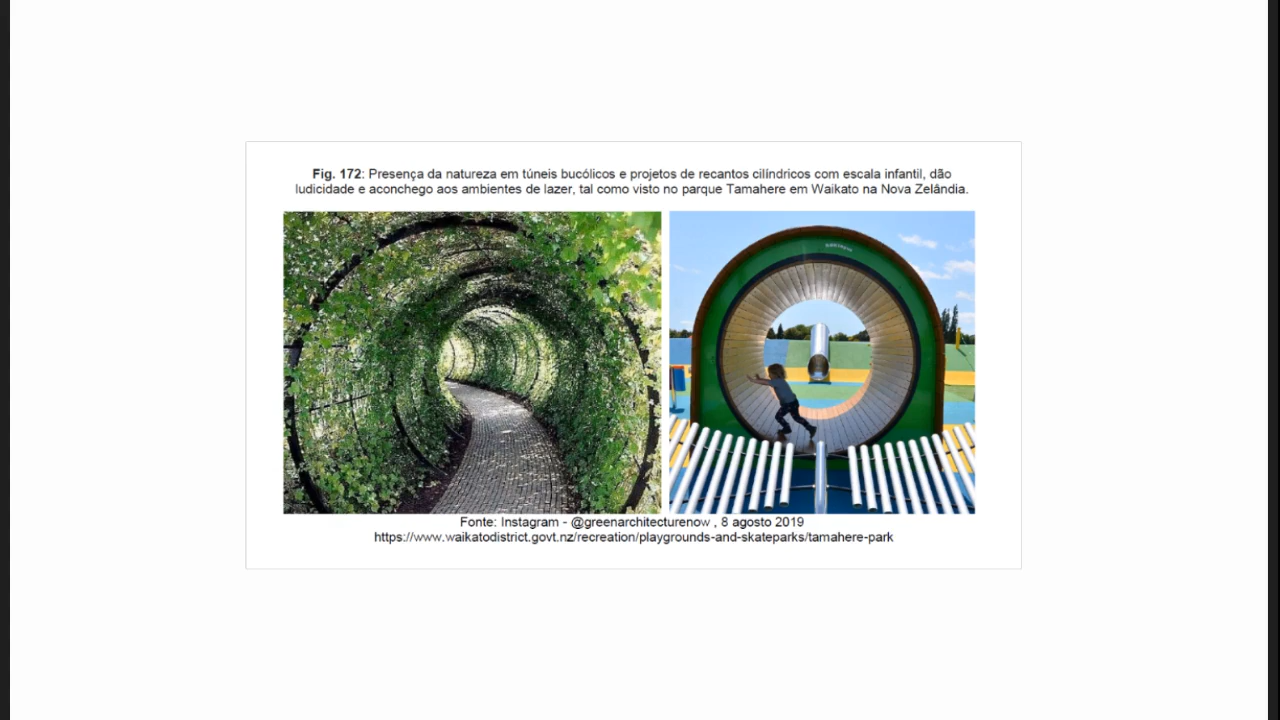 Fig. 172: Presença da natureza em túneis bucólicos e projetos de recantos cilíndricos com escala infantil, dão
ludicidade e aconchego aos ambientes de lazer, tal como visto no parque Tamahere em Waikato na Nova Zelândia.
Fonte: Instagram - @greenarchitecturenow , 8 agosto 2019
https://www.waikatodistrict.govt.nz/recreation/playgrounds-and-skateparks/tamahere-park